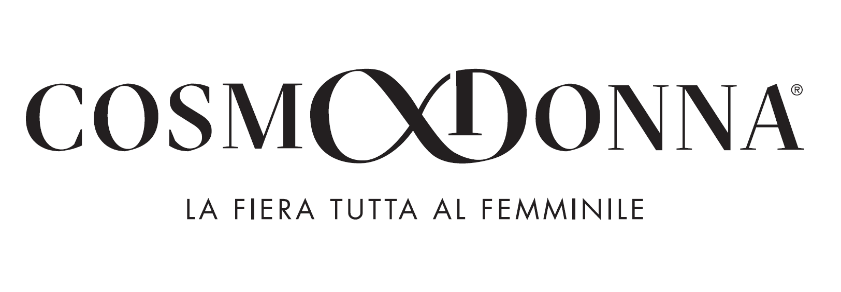 COSMODONNA®
LA FIERA TUTTA AL FEMMINILE